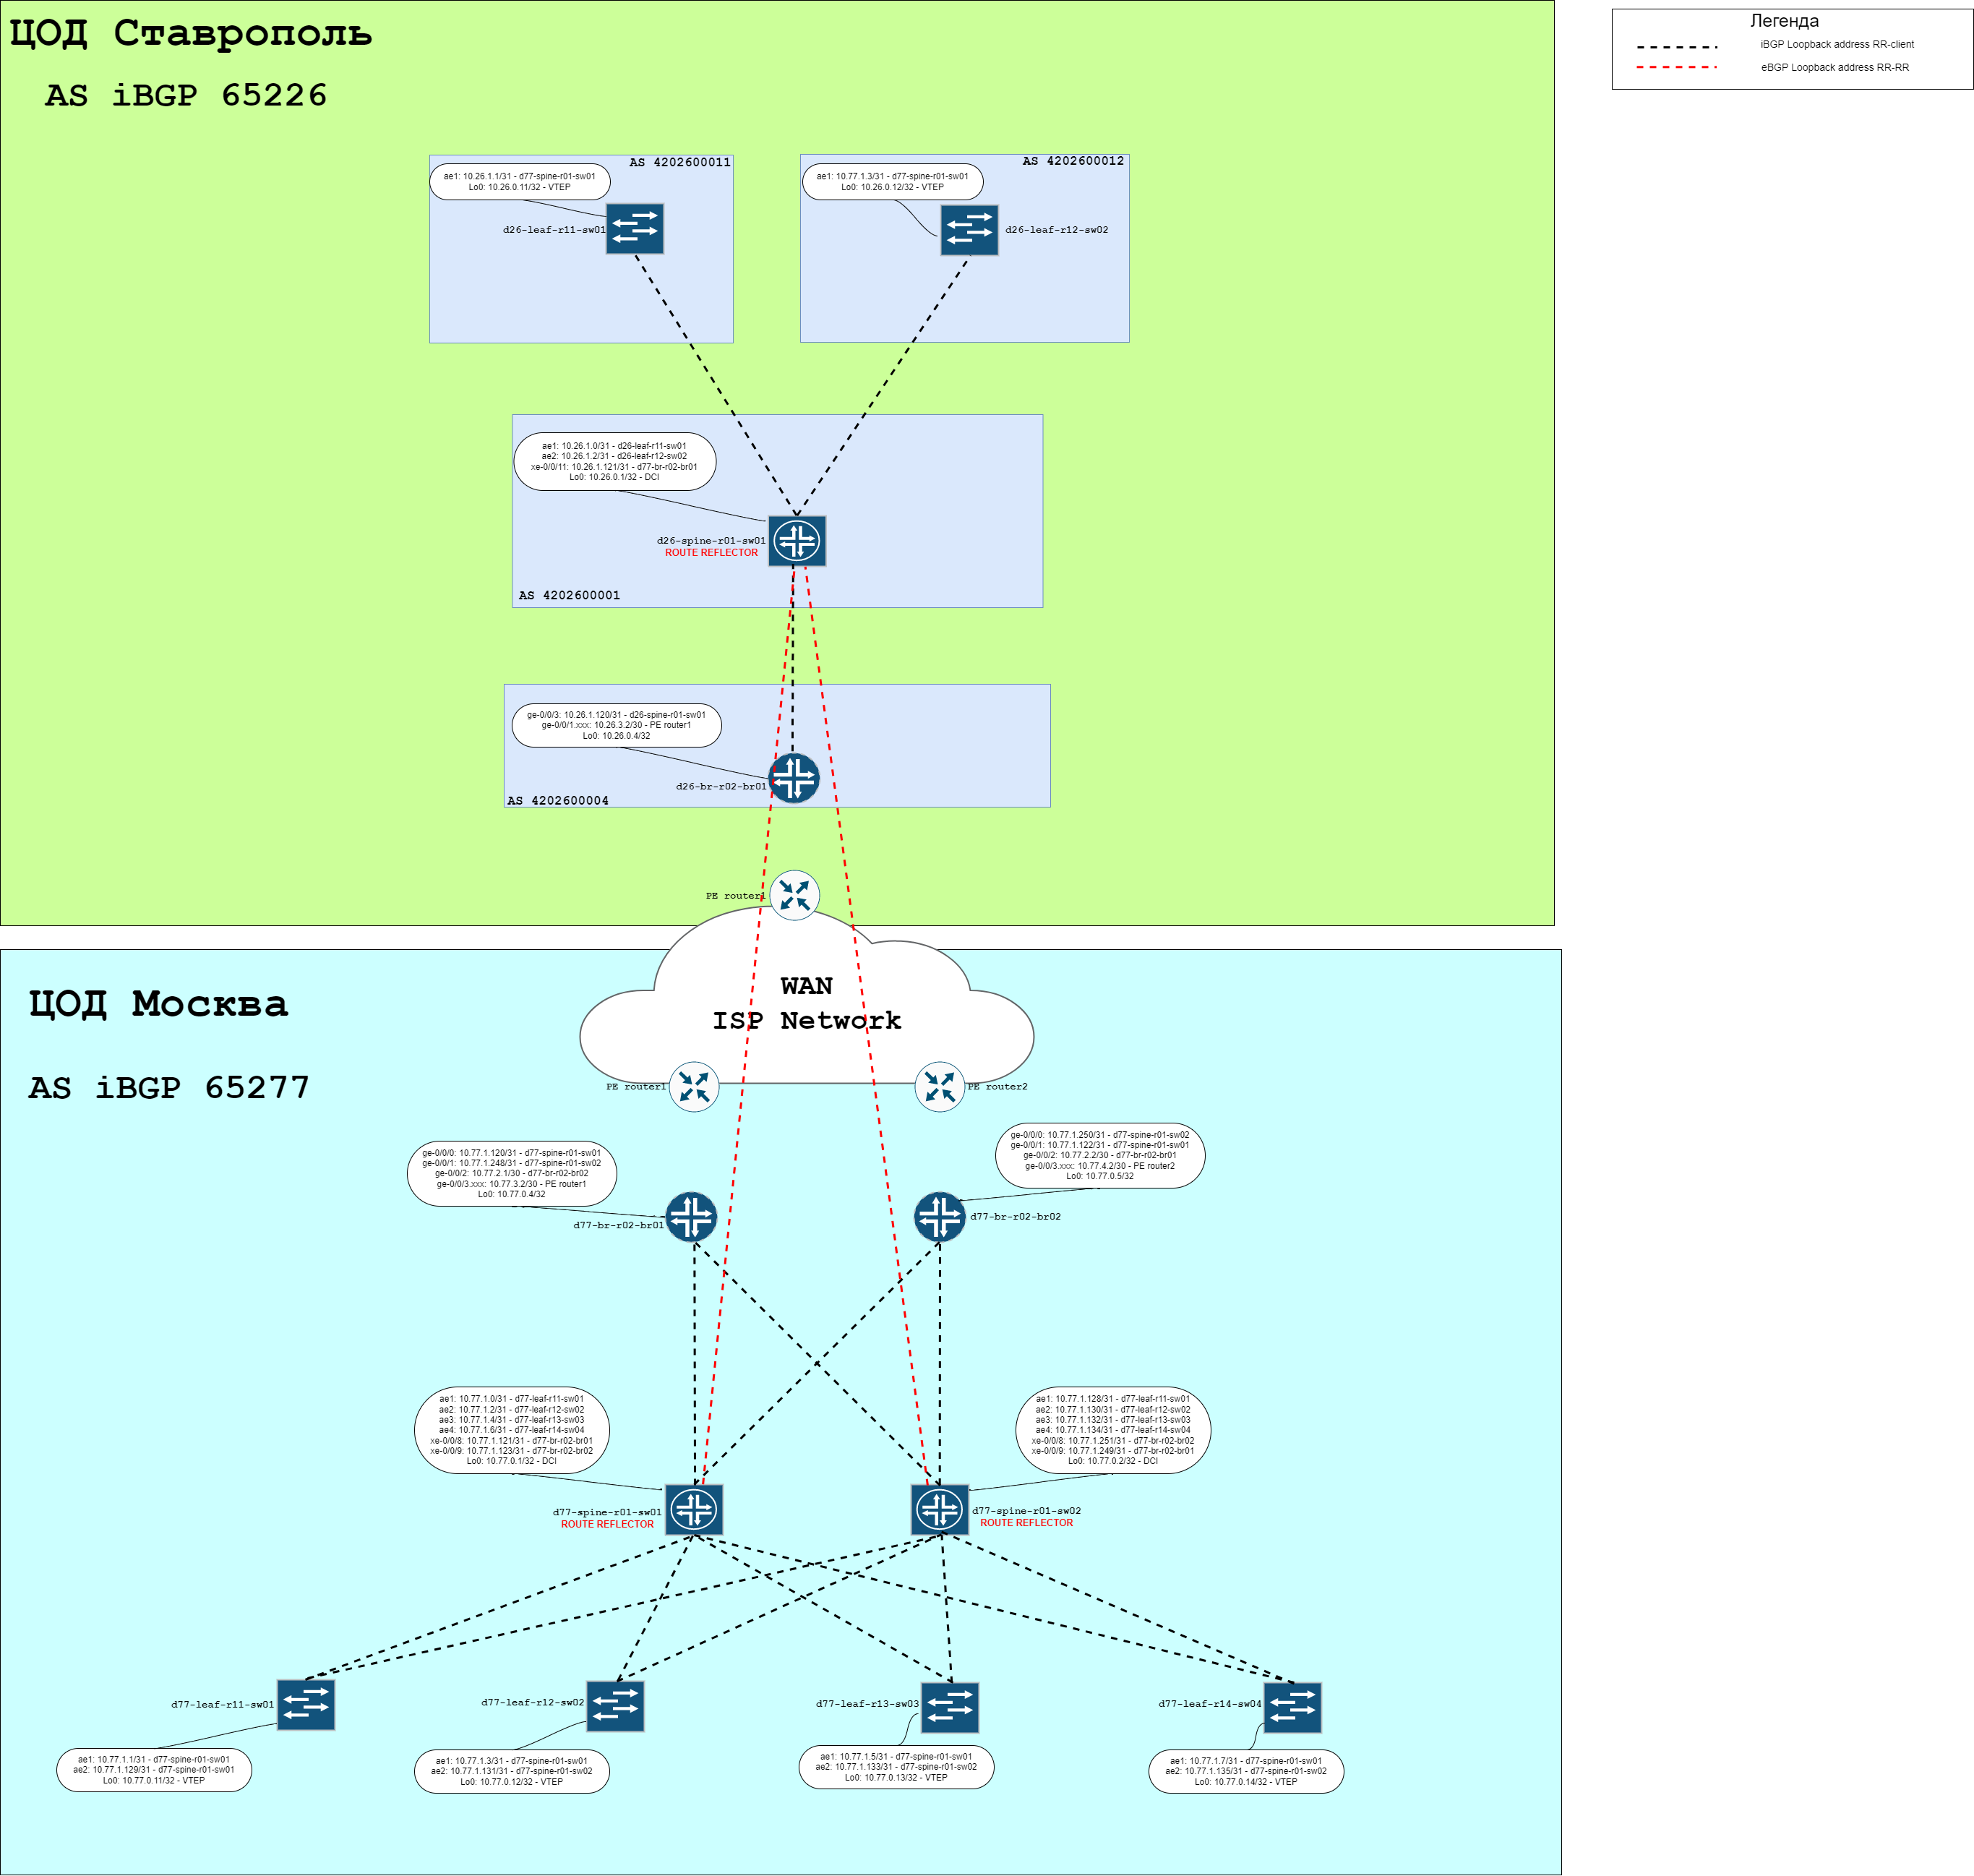 ЦОД Ставрополь
AS iBGP 65226
Легенда
iBGP Loopback address RR-client
eBGP Loopback address RR-RR
AS 4202600011
ae1: 10.26.1.1/31 - d77-spine-r01-sw01
Lo0: 10.26.0.11/32 - VTEP
d26-leaf-r11-sw01
AS 4202600012
ae1: 10.77.1.3/31 - d77-spine-r01-sw01
Lo0: 10.26.0.12/32 - VTEP
d26-leaf-r12-sw02
ae1: 10.26.1.0/31 - d26-leaf-r11-sw01
ae2: 10.26.1.2/31 - d26-leaf-r12-sw02
xe-0/0/11: 10.26.1.121/31 - d77-br-r02-br01
Lo0: 10.26.0.1/32 - DCI
d26-spine-r01-sw01
ROUTE REFLECTOR
AS 4202600001
ge-0/0/3: 10.26.1.120/31 - d26-spine-r01-sw01
ge-0/0/1.xxx: 10.26.3.2/30 - PE router1
Lo0: 10.26.0.4/32
d26-br-r02-br01
AS 4202600004
PE router1
WAN
ISP Network
ЦОД Москва
AS iBGP 65277
PE router1
PE router2
ge-0/0/0: 10.77.1.120/31 - d77-spine-r01-sw01
ge-0/0/1: 10.77.1.248/31 - d77-spine-r01-sw02
ge-0/0/2: 10.77.2.1/30 - d77-br-r02-br02
ge-0/0/3.xxx: 10.77.3.2/30 - PE router1
Lo0: 10.77.0.4/32
d77-br-r02-br01
ge-0/0/0: 10.77.1.250/31 - d77-spine-r01-sw02
ge-0/0/1: 10.77.1.122/31 - d77-spine-r01-sw01
ge-0/0/2: 10.77.2.2/30 - d77-br-r02-br01
ge-0/0/3.xxx: 10.77.4.2/30 - PE router2
Lo0: 10.77.0.5/32
d77-br-r02-br02
ae1: 10.77.1.0/31 - d77-leaf-r11-sw01
ae2: 10.77.1.2/31 - d77-leaf-r12-sw02
ae3: 10.77.1.4/31 - d77-leaf-r13-sw03
ae4: 10.77.1.6/31 - d77-leaf-r14-sw04
xe-0/0/8: 10.77.1.121/31 - d77-br-r02-br01
xe-0/0/9: 10.77.1.123/31 - d77-br-r02-br02
Lo0: 10.77.0.1/32 - DCI
d77-spine-r01-sw01
ROUTE REFLECTOR
ae1: 10.77.1.128/31 - d77-leaf-r11-sw01
ae2: 10.77.1.130/31 - d77-leaf-r12-sw02
ae3: 10.77.1.132/31 - d77-leaf-r13-sw03
ae4: 10.77.1.134/31 - d77-leaf-r14-sw04
xe-0/0/8: 10.77.1.251/31 - d77-br-r02-br02
xe-0/0/9: 10.77.1.249/31 - d77-br-r02-br01
Lo0: 10.77.0.2/32 - DCI
d77-spine-r01-sw02
ROUTE REFLECTOR
d77-leaf-r11-sw01
ae1: 10.77.1.1/31 - d77-spine-r01-sw01
ae2: 10.77.1.129/31 - d77-spine-r01-sw01
Lo0: 10.77.0.11/32 - VTEP
d77-leaf-r12-sw02
ae1: 10.77.1.3/31 - d77-spine-r01-sw01
ae2: 10.77.1.131/31 - d77-spine-r01-sw02
Lo0: 10.77.0.12/32 - VTEP
d77-leaf-r13-sw03
ae1: 10.77.1.5/31 - d77-spine-r01-sw01
ae2: 10.77.1.133/31 - d77-spine-r01-sw02
Lo0: 10.77.0.13/32 - VTEP
d77-leaf-r14-sw04
ae1: 10.77.1.7/31 - d77-spine-r01-sw01
ae2: 10.77.1.135/31 - d77-spine-r01-sw02
Lo0: 10.77.0.14/32 - VTEP